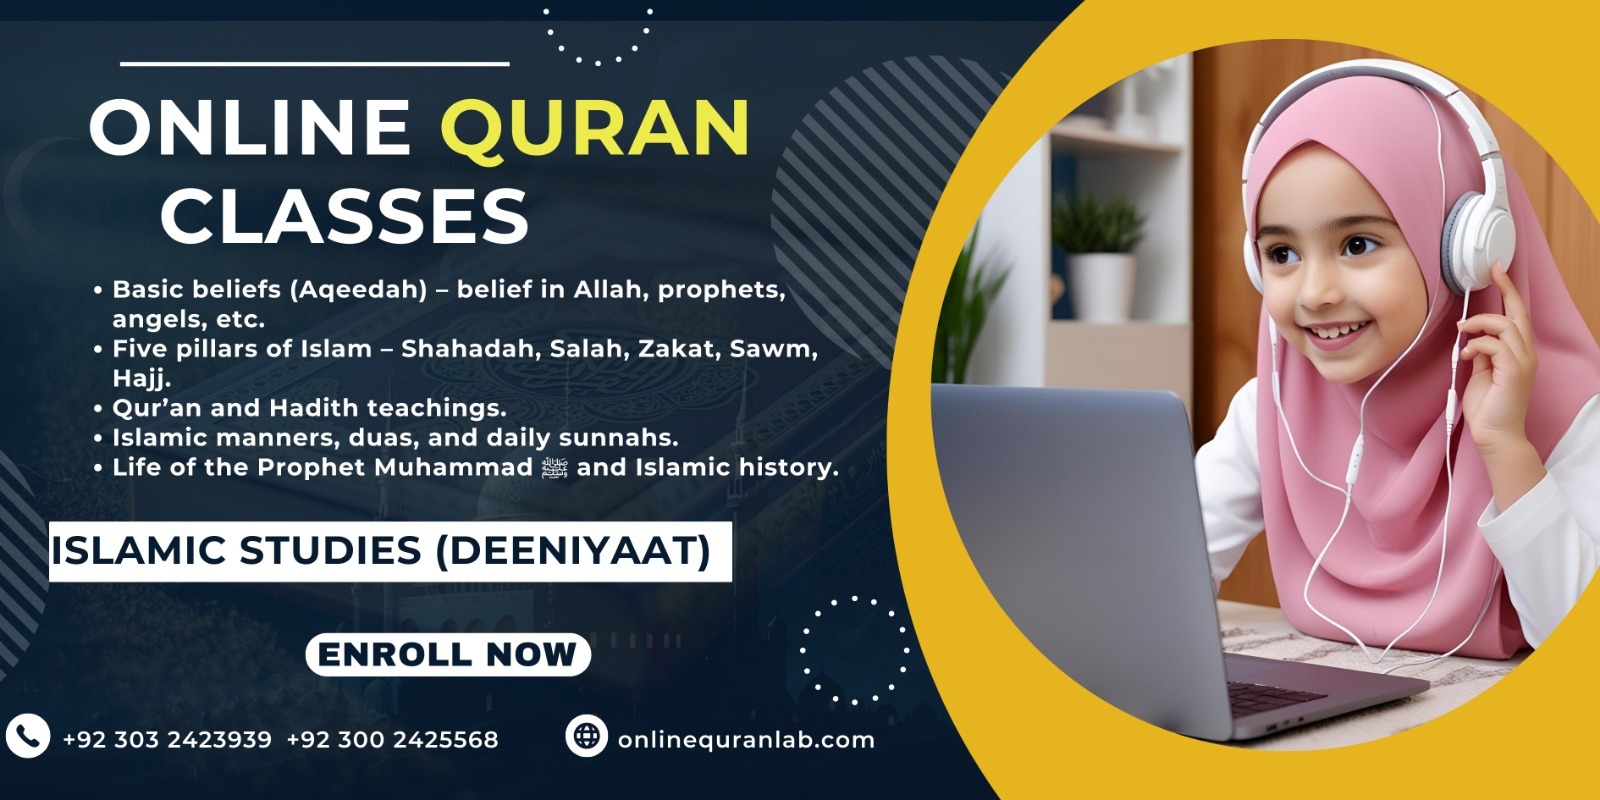 ONLINE QURAN
CLASSES
• Basic beliefs (Aqeedah) – belief in Allah, prophets,
angels, etc.
• Five pillars of Islam – Shahadah, Salah, Zakat, Sawm,
Hajj.
• Qur’an and Hadith teachings.
• Islamic manners, duas, and daily sunnahs.
• Life of the Prophet Muhammad ﷺ and Islamic history.
ISLAMIC STUDIES (DEENIYAAT)
ENROLL NOW
+92 303 2423939 +92 300 2425568
onlinequranlab.com